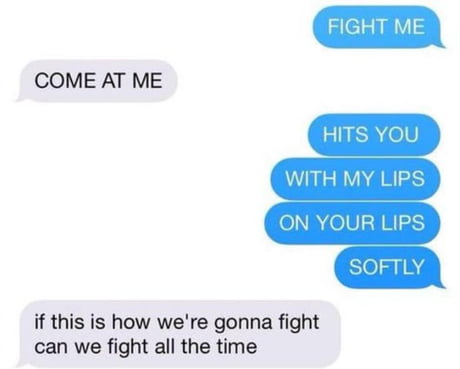 FIGHT ME
COME AT ME
HITS YOU
WITH MY LIPS
ON YOUR LIPS
SOFTLY
if this is how we're gonna fight
can we fight all the time